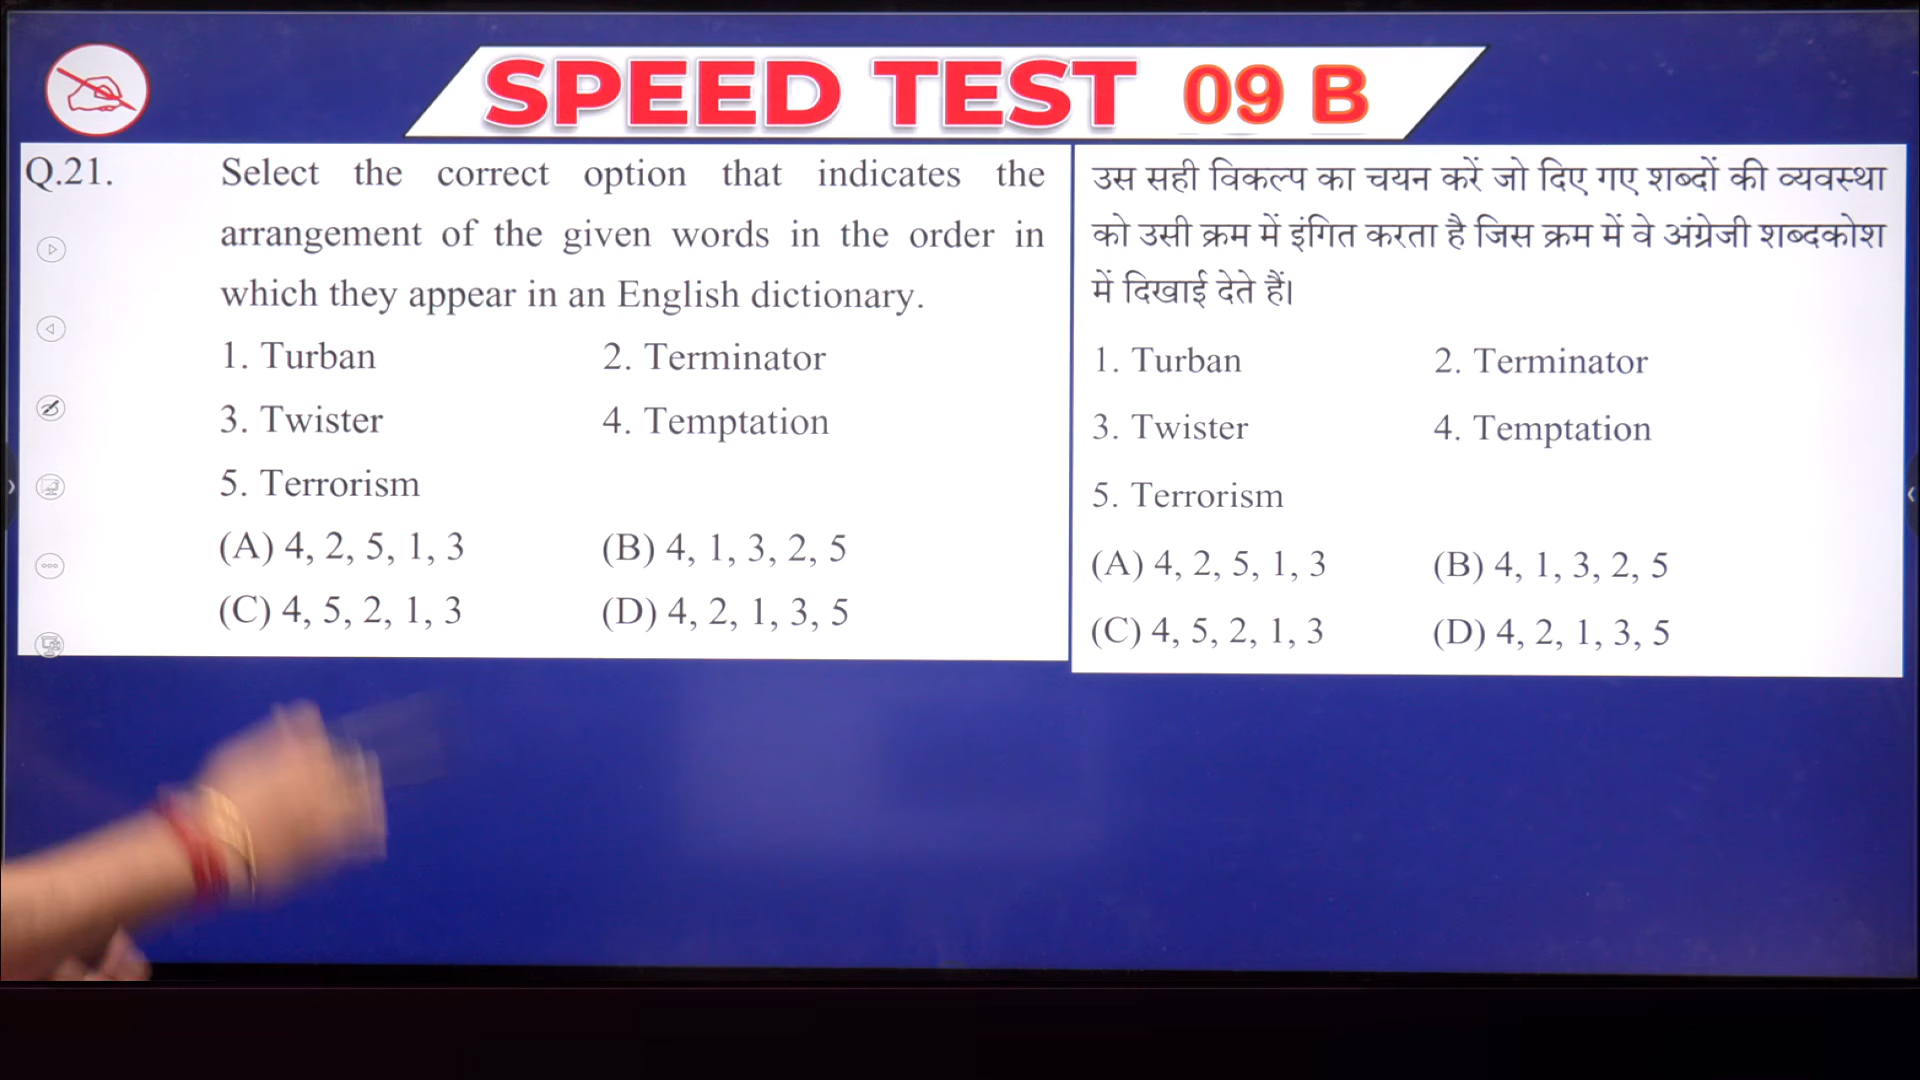 SPEED TEST 09 B
Q.21. Select the correct option that indicates the
arrangement of the given words in the order in
which they appear in an English dictionary.
1. Turban 2. Terminator
3. Twister 4. Temptation
5. Terrorism
(A) 4, 2, 5, 1, 3 (B) 4, 1, 3, 2, 5
(C) 4, 5, 2, 1, 3 (D) 4, 2, 1, 3, 5
उस सही विकल्प का चयन करें जो दिए गए शब्दों की व्यवस्था
को उसी क्रम में इंगित करता है जिस क्रम में वे अंग्रेजी शब्दकोश
में दिखाई देते हैं।
1. Turban 2. Terminator
3. Twister 4. Temptation
5. Terrorism
(A) 4, 2, 5, 1, 3 (B) 4, 1, 3, 2, 5
(C) 4, 5, 2, 1, 3 (D) 4, 2, 1, 3, 5